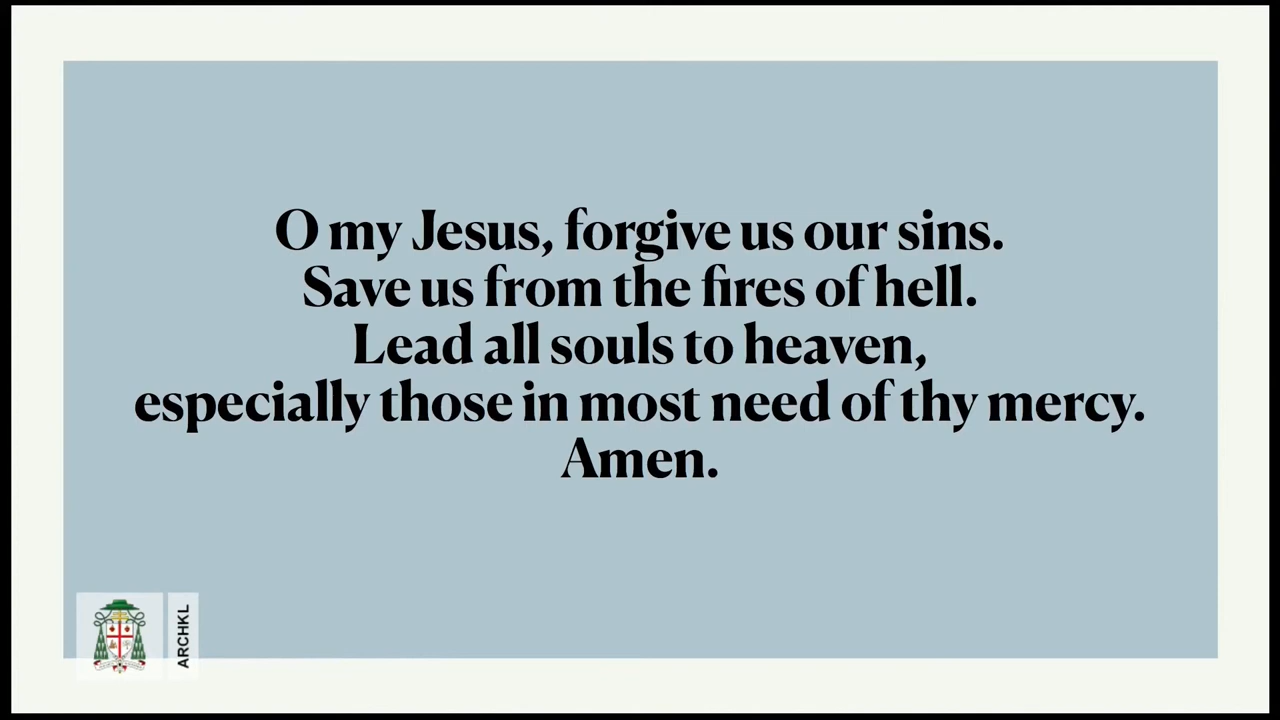 O my Jesus, forgive us our sins.
Save us from the fires of hell.
Lead all souls to heaven,
especially those in most need of thy mercy.
Amen.
ARCHKL